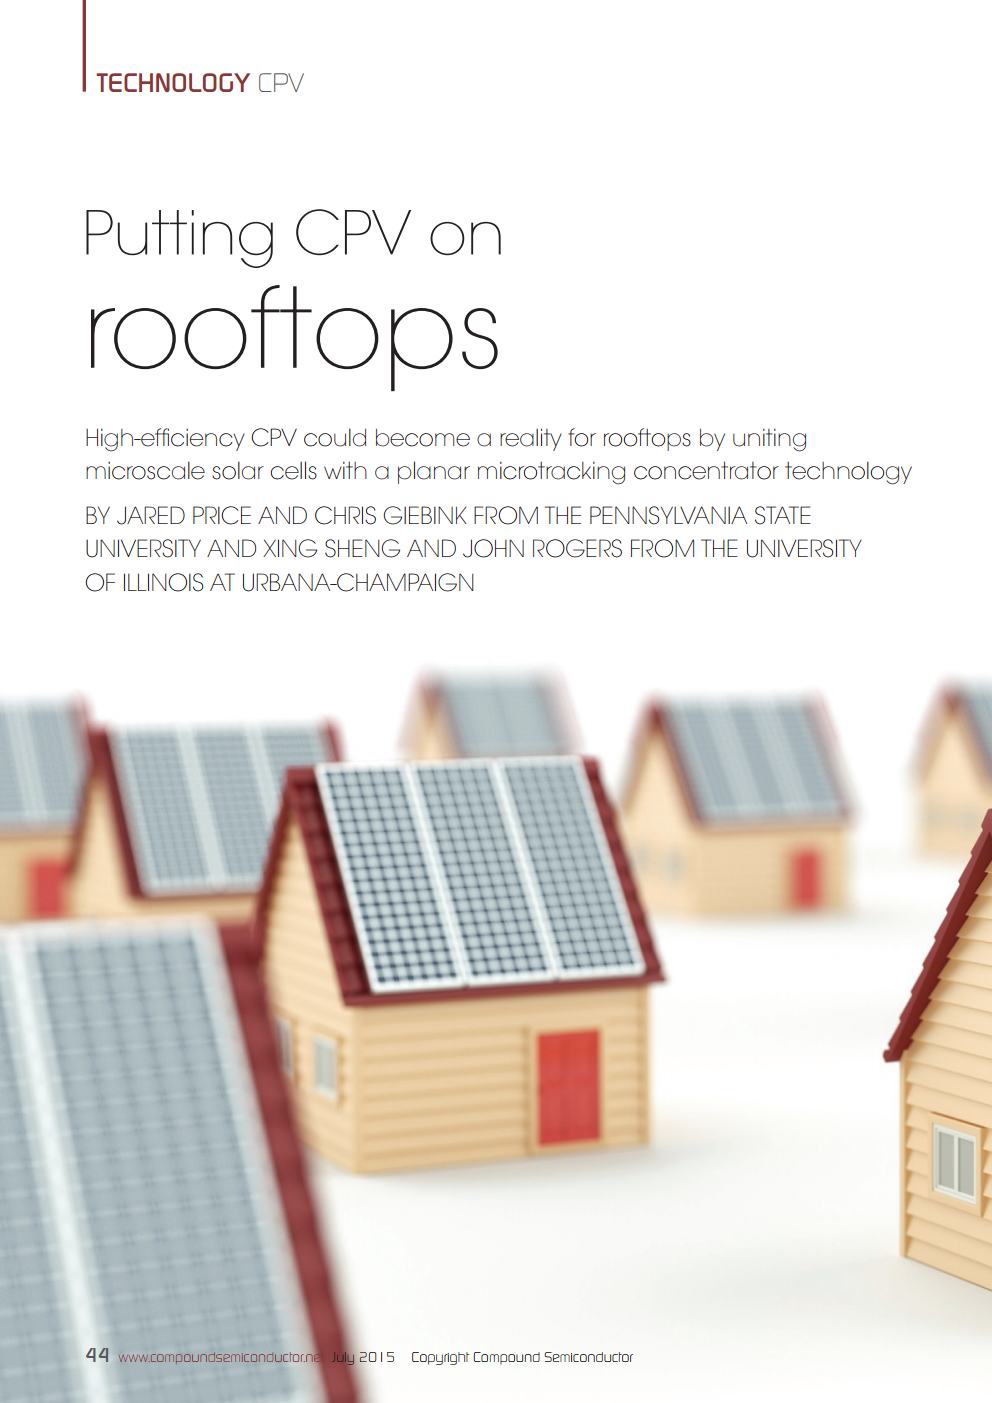 TECHNOLOGY CPV
Putting CPV on
rooftops
High-efficiency CPV could become a reality for rooftops by uniting
microscale solar cells with a planar microtracking concentrator technology
BY JARED PRICE AND CHRIS GIEBINK FROM THE PENNSYLVANIA STATE
UNIVERSITY AND XING SHENG AND JOHN ROGERS FROM THE UNIVERSITY
OF ILLINOIS AT URBANA-CHAMPAIGN
44 www.compoundsemiconductor.net July 2015 Copyright Compound Semiconductor